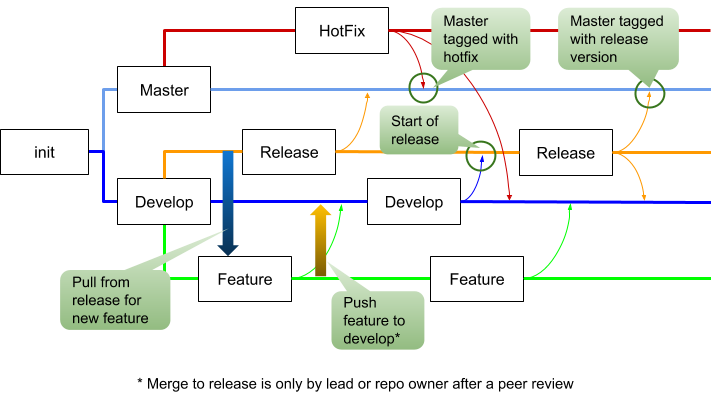 HotFix
Master
tagged with
hotfix
Master tagged
with release
version
Master
Start of
release
init
Release
Release
Develop
Develop
Pull from
release for
new feature
Feature
Feature
Push
feature to
develop*
* Merge to release is only by lead or repo owner after a peer review